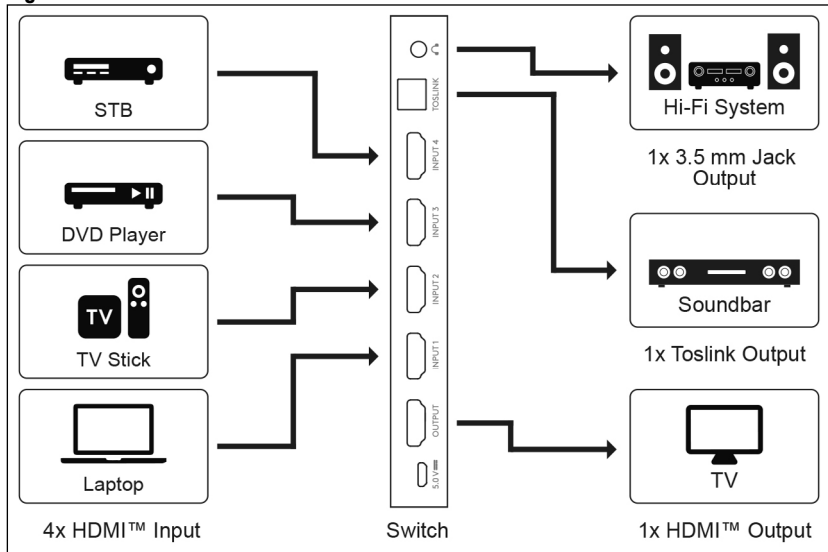 STB
DVD Player
TV
TV Stick
Laptop
4x HDMI™ Input
TOSLINK
INPUT 4
INPUT 3
INPUT 2
INPUT 1
OUTPUT
5.0 V
Switch
Hi-Fi System
1x 3.5 mm Jack
Output
Soundbar
1x Toslink Output
TV
1x HDMI™ Output